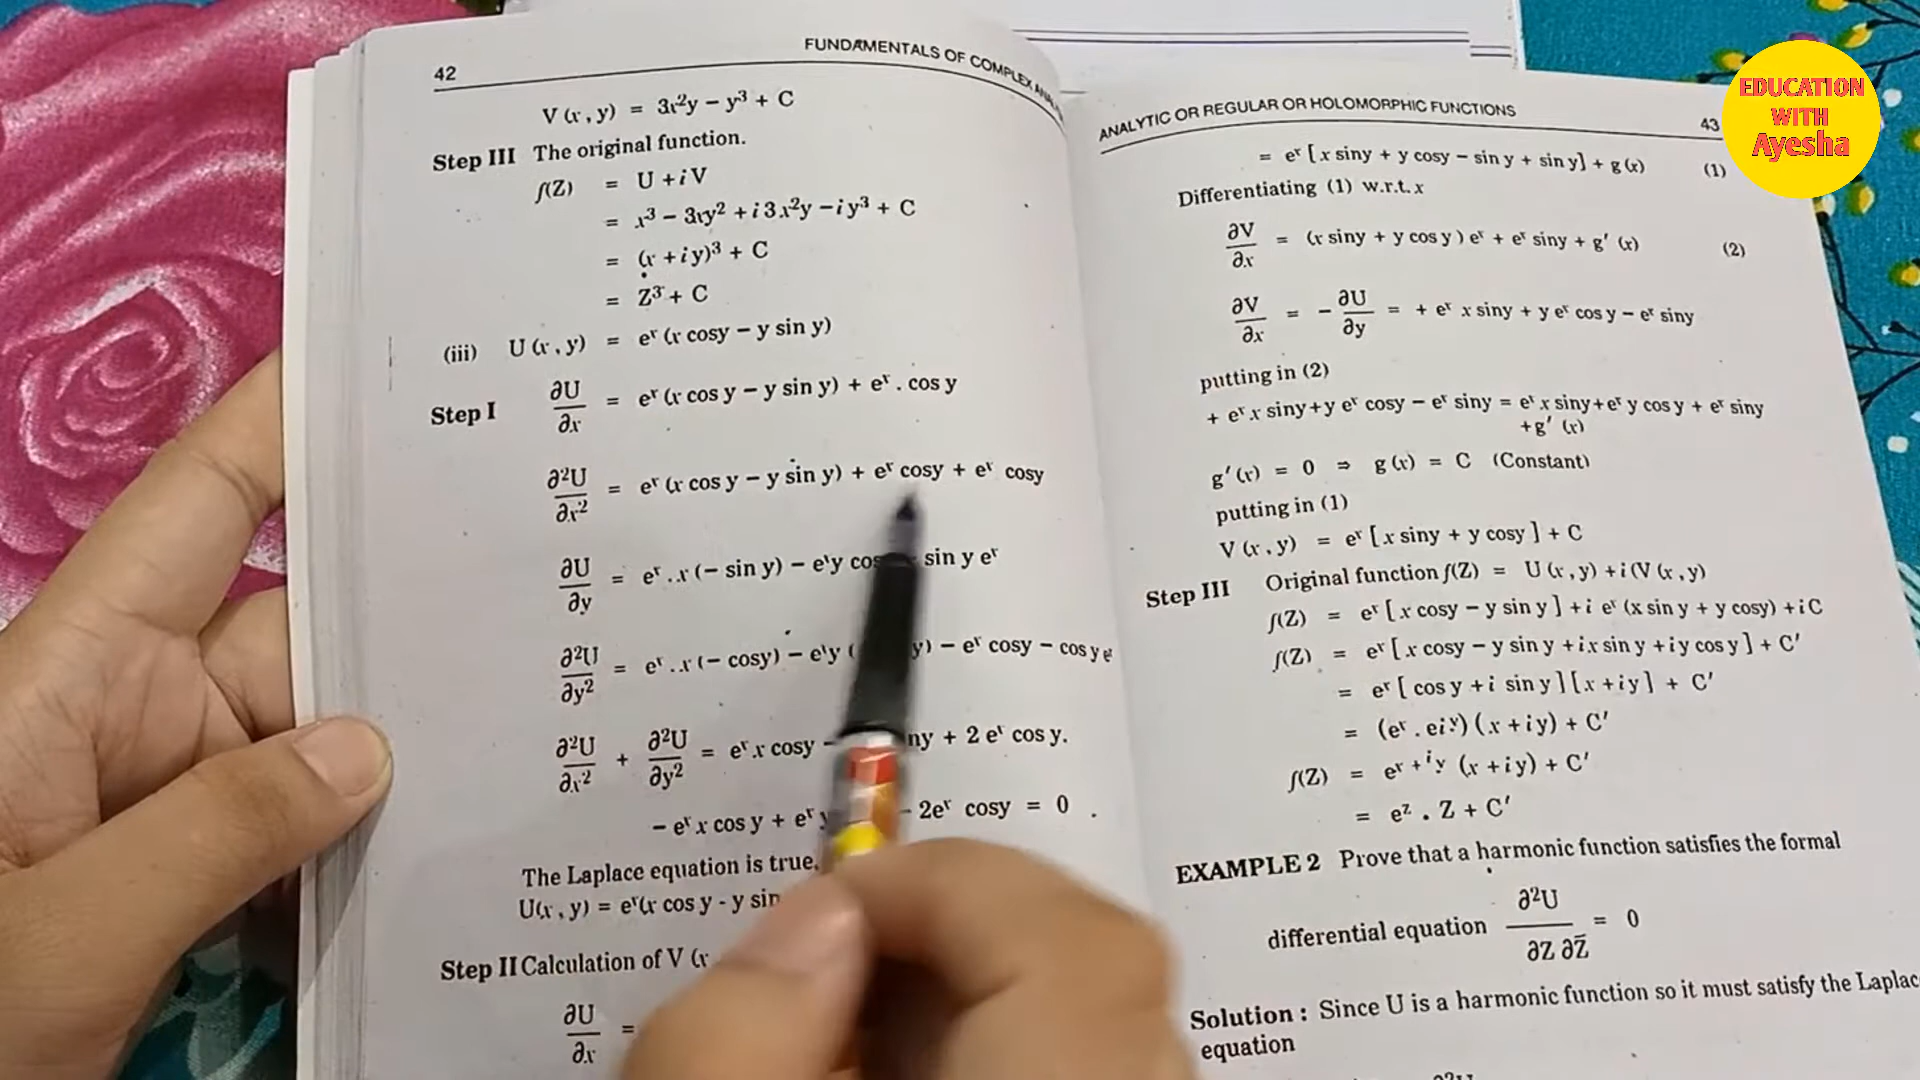 42
FUNDAMENTALS OF COMPLEX
V (x , y) = 3x²y – y³ + C
Step III The original function.
f(Z) = U + i V
= x³ – 3xy² + i 3x²y – i y³ + C
= (x + i y)³ + C
= Z³ + C
(iii) U (x , y) = eˣ (x cosy – y sin y)
Step I ∂U/∂x = eˣ (x cos y – y sin y) + eˣ . cos y
∂²U/∂x² = eˣ (x cos y – y sin y) + eˣ cosy + eˣ cosy
∂U/∂y = eˣ . x (– sin y) – eˣy cos sin y eˣ
∂²U/∂y² = eˣ . x (– cosy) – eˣy ( y) – eˣ cosy – cos y eˣ
∂²U/∂x² + ∂²U/∂y² = eˣ x cosy – ny + 2 eˣ cos y.
– eˣ x cos y + eˣ y – 2eˣ cosy = 0 .
The Laplace equation is true.
U(x , y) = eˣ(x cos y - y sin
Step II Calculation of V (x
∂U/∂x =
ANALYTIC OR REGULAR OR HOLOMORPHIC FUNCTIONS
43
= eˣ [ x siny + y cosy – sin y + sin y] + g (x) (1)
Differentiating (1) w.r.t. x
∂V/∂x = (x siny + y cos y ) eˣ + eˣ siny + g′ (x) (2)
∂V/∂x = – ∂U/∂y = + eˣ x siny + y eˣ cos y – eˣ siny
putting in (2)
+ eˣ x siny + y eˣ cosy – eˣ siny = eˣ x siny + eˣ y cos y + eˣ siny
+g′ (x)
g′ (x) = 0 ⇒ g (x) = C (Constant)
putting in (1)
V (x , y) = eˣ [ x siny + y cosy ] + C
Step III Original function f(Z) = U (x , y) + i (V (x , y)
f(Z) = eˣ [ x cosy – y sin y ] + i eˣ (x sin y + y cosy) + i C
f(Z) = eˣ [ x cosy – y sin y + i x sin y + i y cos y ] + C′
= eˣ [ cos y + i sin y ] [ x + i y ] + C′
= (eˣ . eⁱʸ) (x + i y) + C′
f(Z) = eˣ ⁺ ⁱʸ (x + i y) + C′
= eᶻ . Z + C′
EXAMPLE 2 Prove that a harmonic function satisfies the formal
differential equation ∂²U/∂Z ∂Z̄ = 0
Solution : Since U is a harmonic function so it must satisfy the Laplac
equation
EDUCATION
WITH
Ayesha